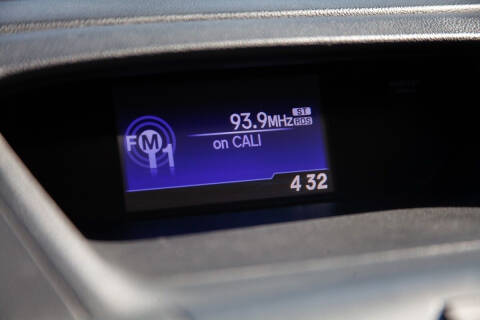 FM1
93.9MHz ST RDS
on CALI
4 32